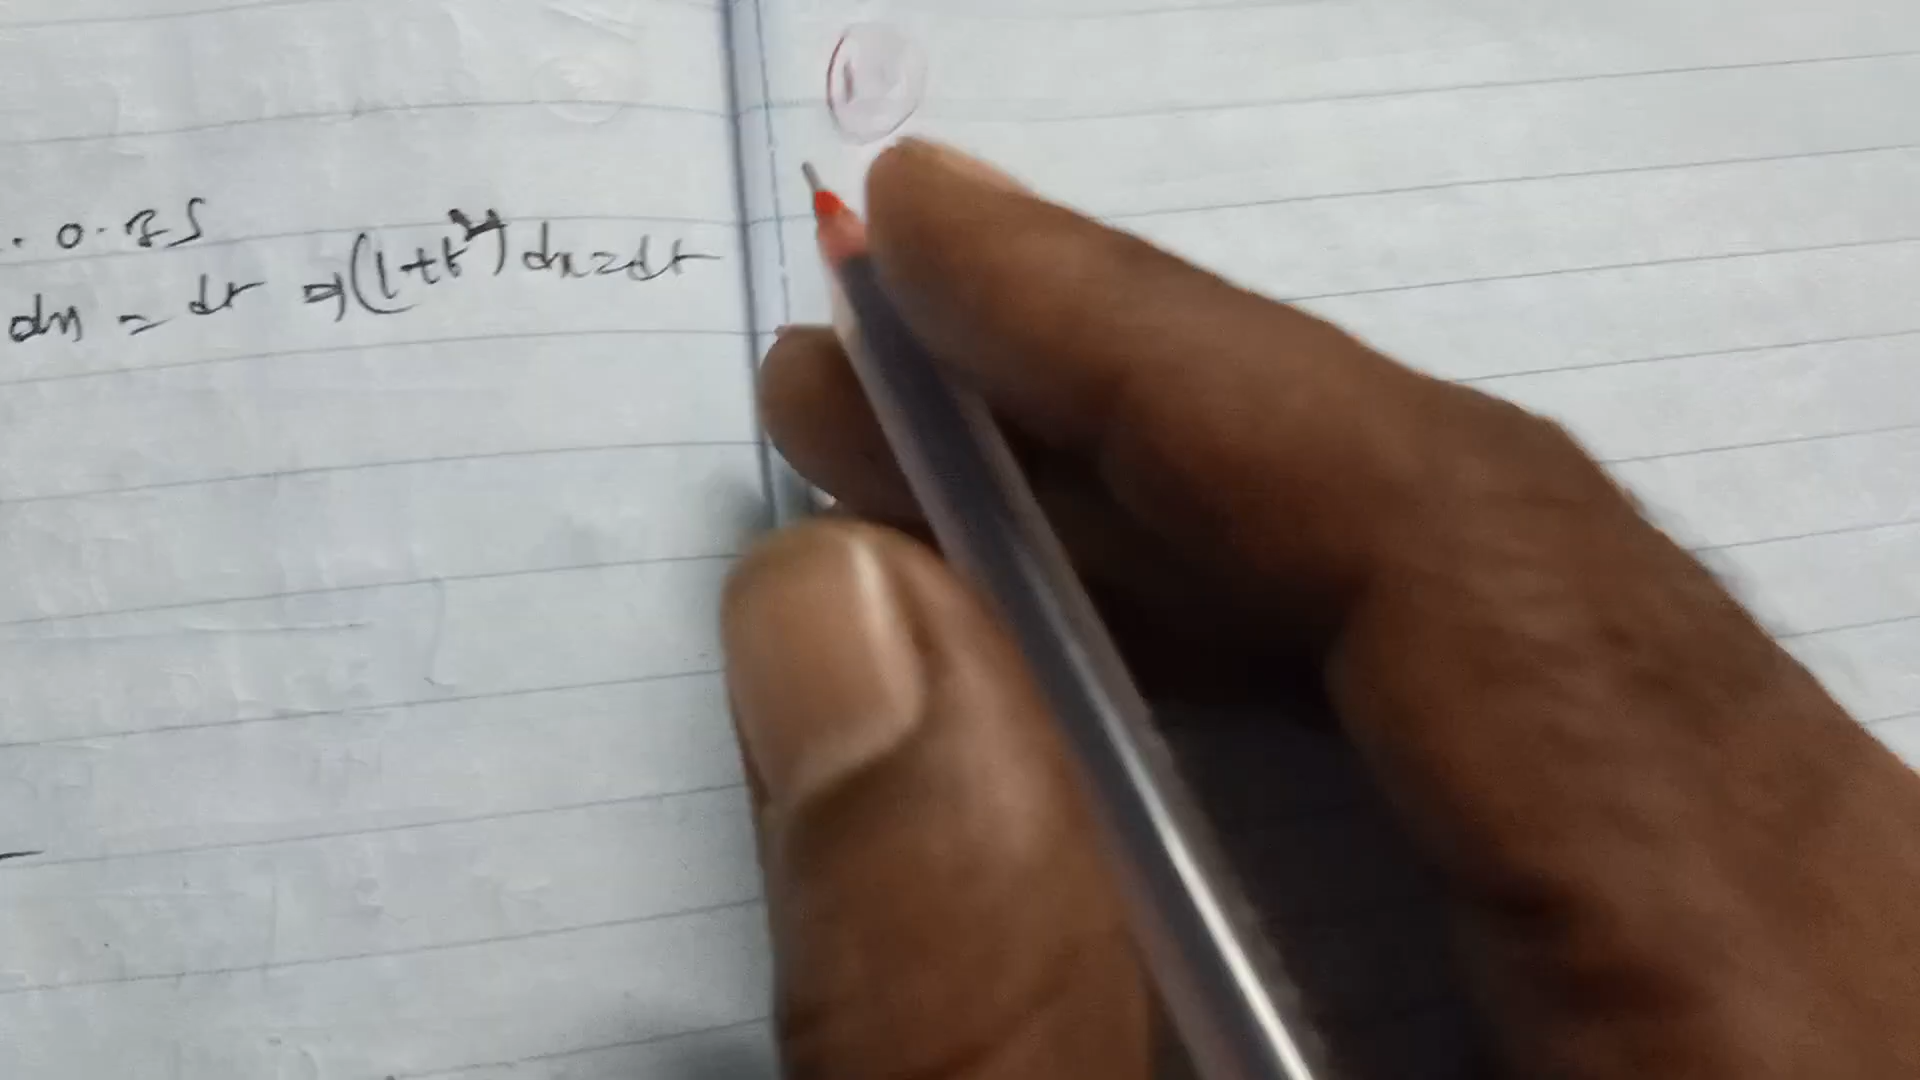 . 0.75
dx = dt ⇒ (1+t²) dx = dt